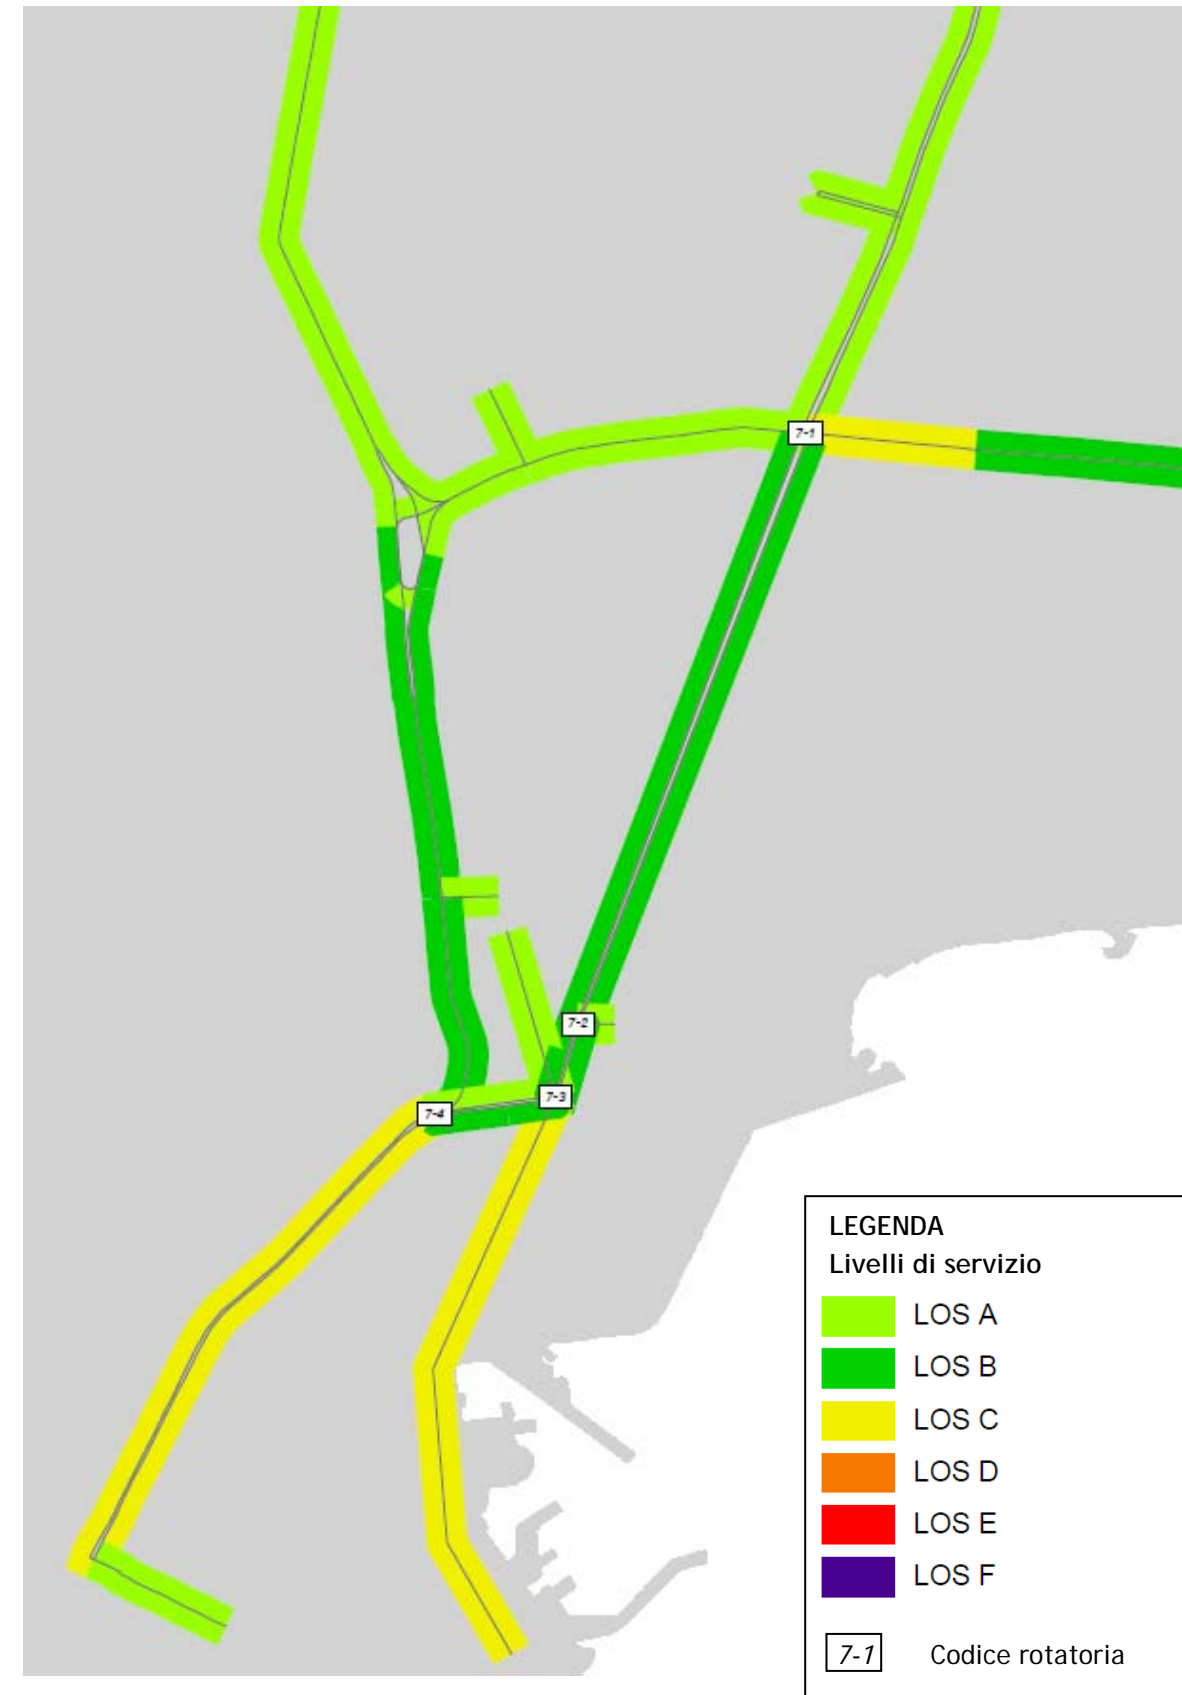 7-1
7-2
7-3
7-4
LEGENDA
Livelli di servizio
LOS A
LOS B
LOS C
LOS D
LOS E
LOS F
7-1 Codice rotatoria